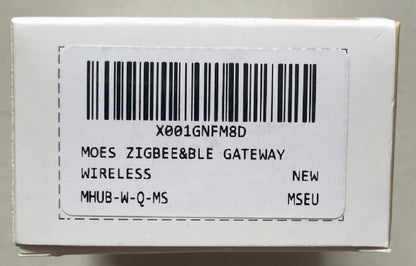 X001GNFM8D
MOES ZIGBEE&BLE GATEWAY
WIRELESS NEW
MHUB-W-Q-MS MSEU